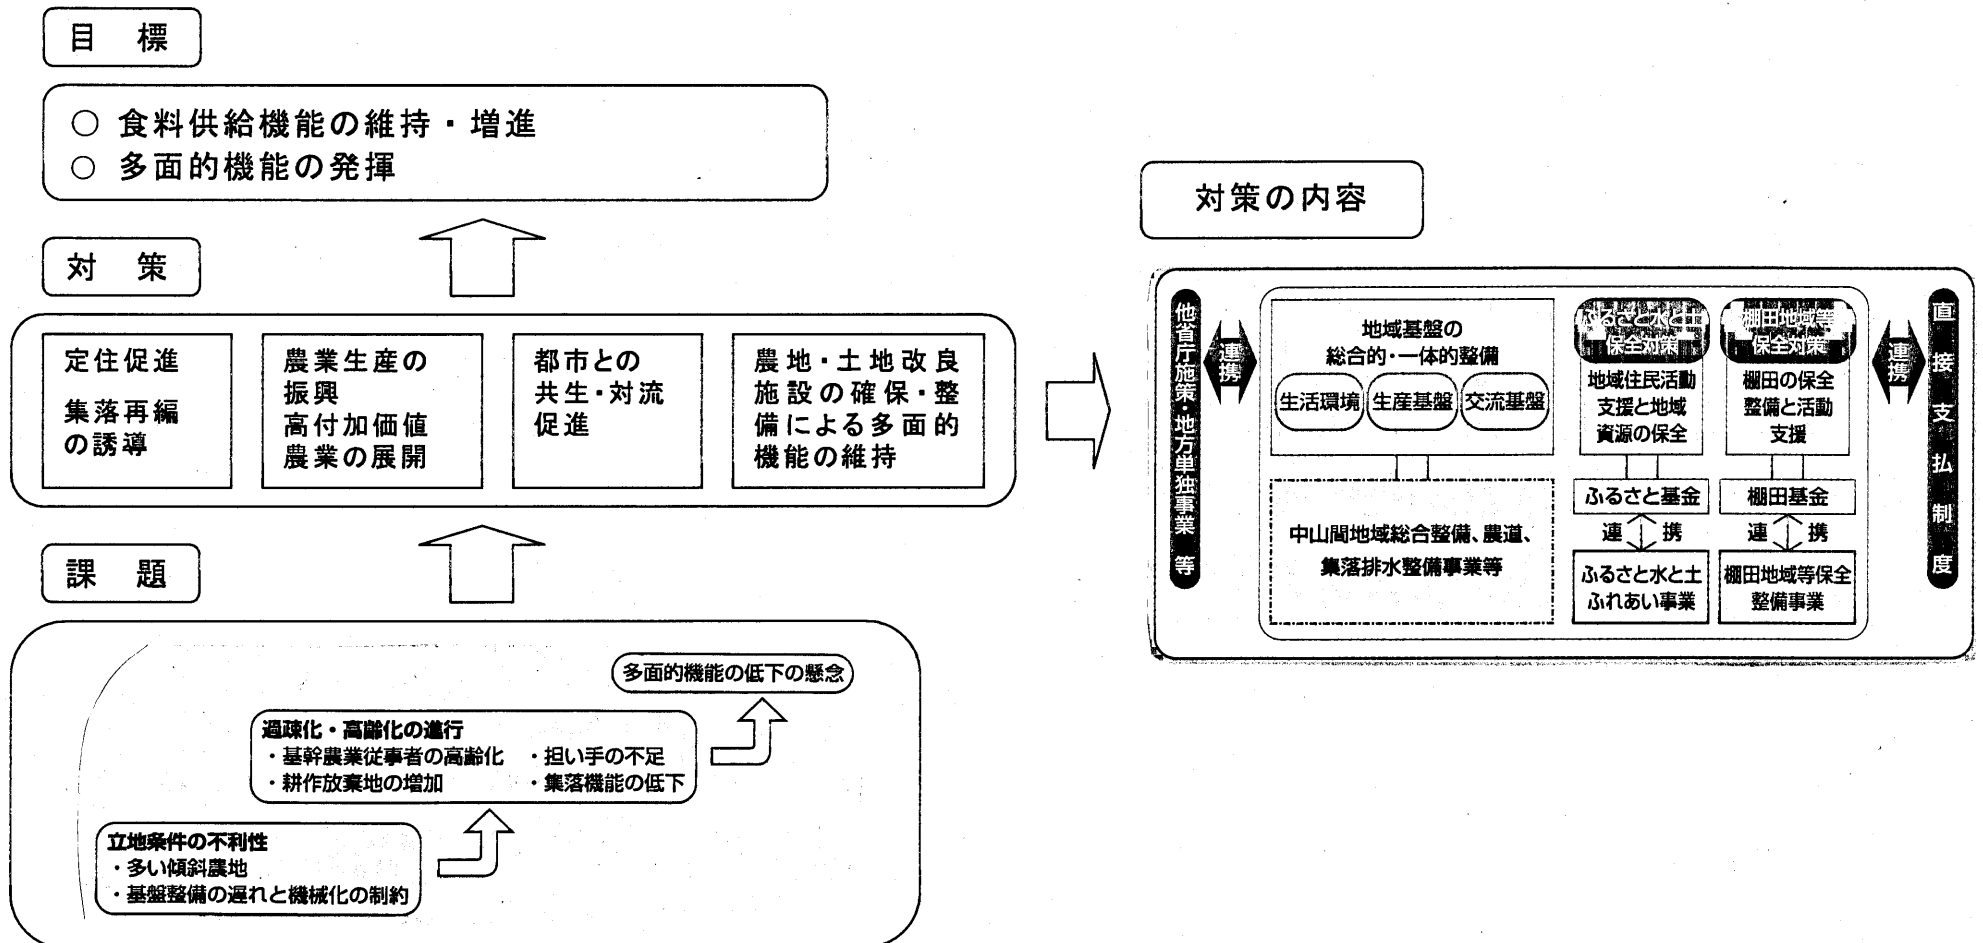 目　標
○ 食料供給機能の維持・増進
○ 多面的機能の発揮
対　策
定住促進
集落再編
の誘導
農業生産の
振興
高付加価値
農業の展開
都市との
共生・対流
促進
農地・土地改良
施設の確保・整
備による多面的
機能の維持
課　題
多面的機能の低下の懸念
過疎化・高齢化の進行
・基幹農業従事者の高齢化　・担い手の不足
・耕作放棄地の増加　・集落機能の低下
立地条件の不利性
・多い傾斜農地
・基盤整備の遅れと機械化の制約
対策の内容
他省庁施策・地方単独事業等
連携
地域基盤の
総合的・一体的整備
生活環境
生産基盤
交流基盤
中山間地域総合整備、農道、
集落排水整備事業等
ふるさと水と土
保全対策
地域住民活動
支援と地域
資源の保全
ふるさと基金
連携
ふるさと水と土
ふれあい事業
棚田地域等
保全対策
棚田の保全
整備と活動
支援
棚田基金
連携
棚田地域等保全
整備事業
連携
直接支払制度